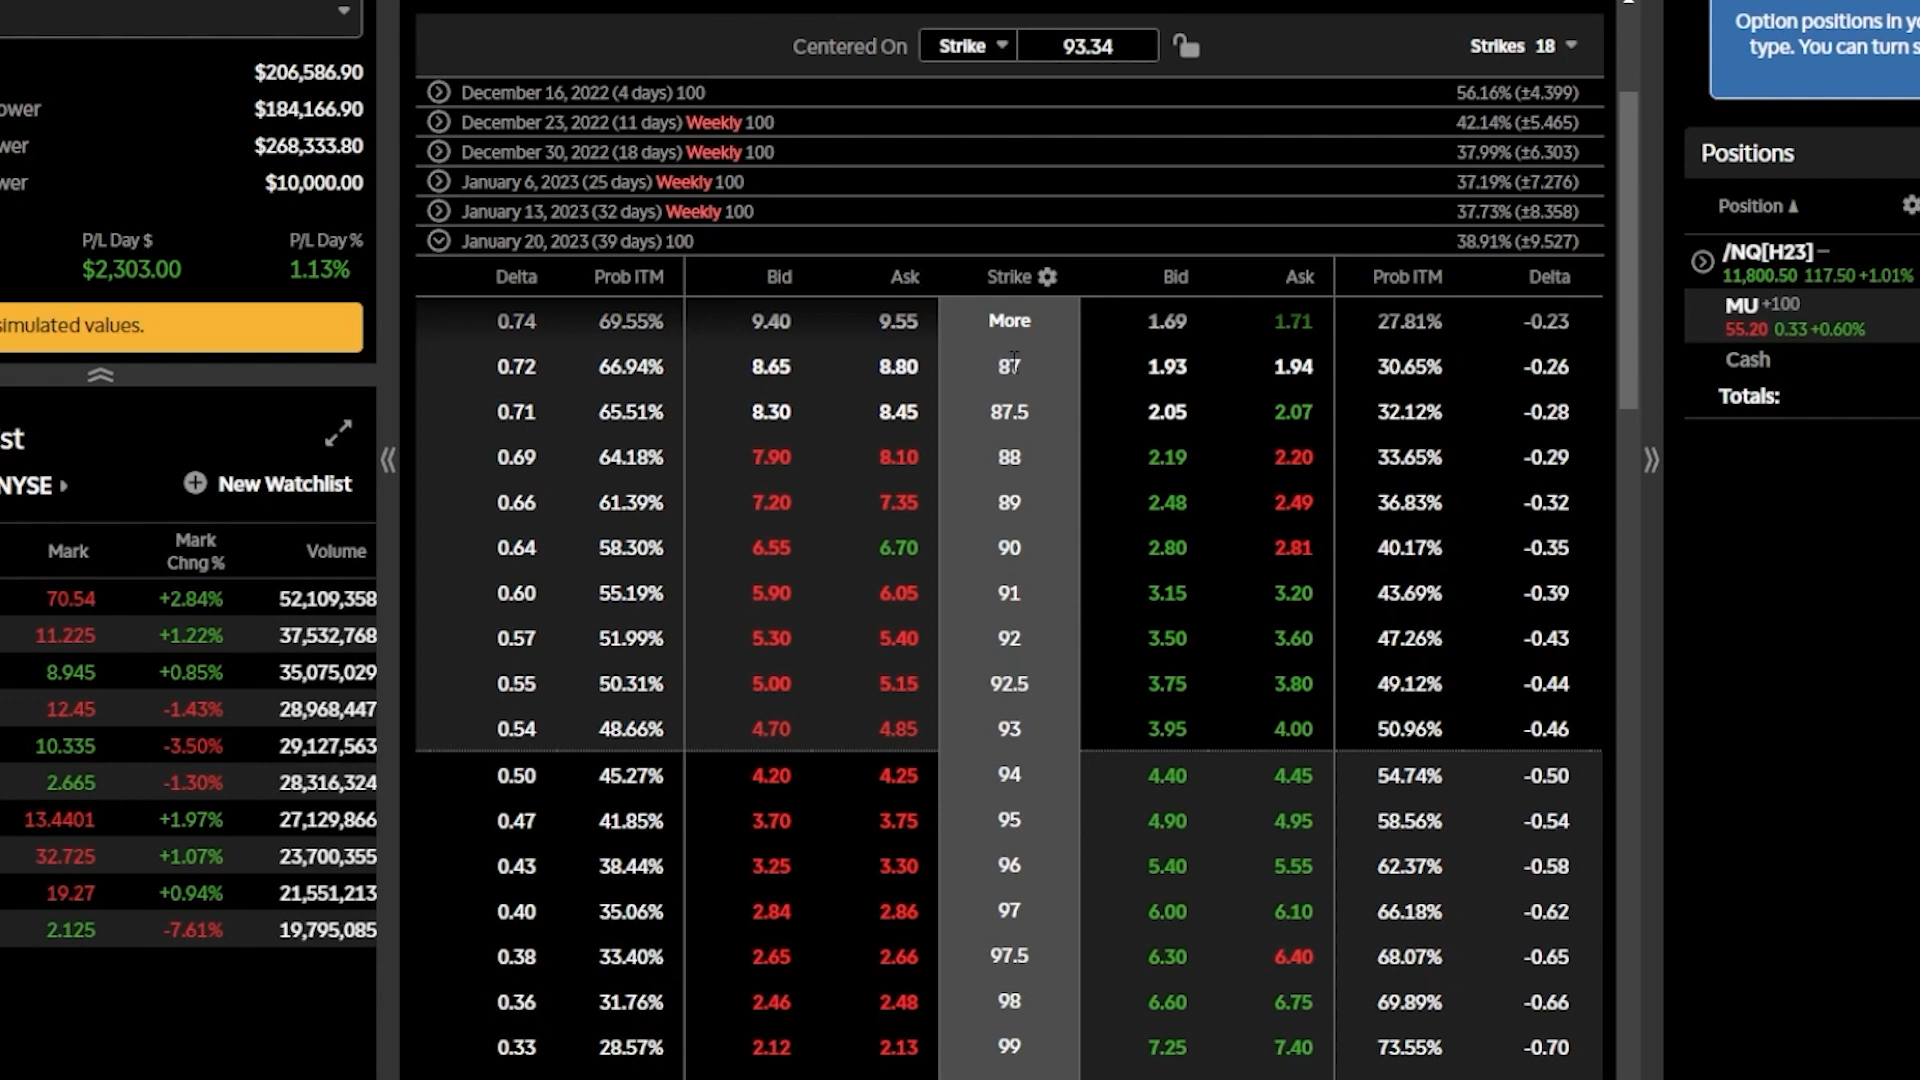 $206,586.90
ower $184,166.90
wer $268,333.80
wer $10,000.00
P/L Day $ P/L Day %
$2,303.00 1.13%
simulated values.
st
NYSE New Watchlist
Mark Mark Chng % Volume
70.54 +2.84% 52,109,358
11.225 +1.22% 37,532,768
8.945 +0.85% 35,075,029
12.45 -1.43% 28,968,447
10.335 -3.50% 29,127,563
2.665 -1.30% 28,316,324
13.4401 +1.97% 27,129,866
32.725 +1.07% 23,700,355
19.27 +0.94% 21,551,213
2.125 -7.61% 19,795,085
Centered On Strike 93.34 Strikes 18
December 16, 2022 (4 days) 100 56.16% (±4.399)
December 23, 2022 (11 days) Weekly 100 42.14% (±5.465)
December 30, 2022 (18 days) Weekly 100 37.99% (±6.303)
January 6, 2023 (25 days) Weekly 100 37.19% (±7.276)
January 13, 2023 (32 days) Weekly 100 37.73% (±8.358)
January 20, 2023 (39 days) 100 38.91% (±9.527)
Delta Prob ITM Bid Ask Strike Bid Ask Prob ITM Delta
0.74 69.55% 9.40 9.55 More 1.69 1.71 27.81% -0.23
0.72 66.94% 8.65 8.80 87 1.93 1.94 30.65% -0.26
0.71 65.51% 8.30 8.45 87.5 2.05 2.07 32.12% -0.28
0.69 64.18% 7.90 8.10 88 2.19 2.20 33.65% -0.29
0.66 61.39% 7.20 7.35 89 2.48 2.49 36.83% -0.32
0.64 58.30% 6.55 6.70 90 2.80 2.81 40.17% -0.35
0.60 55.19% 5.90 6.05 91 3.15 3.20 43.69% -0.39
0.57 51.99% 5.30 5.40 92 3.50 3.60 47.26% -0.43
0.55 50.31% 5.00 5.15 92.5 3.75 3.80 49.12% -0.44
0.54 48.66% 4.70 4.85 93 3.95 4.00 50.96% -0.46
0.50 45.27% 4.20 4.25 94 4.40 4.45 54.74% -0.50
0.47 41.85% 3.70 3.75 95 4.90 4.95 58.56% -0.54
0.43 38.44% 3.25 3.30 96 5.40 5.55 62.37% -0.58
0.40 35.06% 2.84 2.86 97 6.00 6.10 66.18% -0.62
0.38 33.40% 2.65 2.66 97.5 6.30 6.40 68.07% -0.65
0.36 31.76% 2.46 2.48 98 6.60 6.75 69.89% -0.66
0.33 28.57% 2.12 2.13 99 7.25 7.40 73.55% -0.70
Option positions in yo
type. You can turn s
Positions
Position
/NQ[H23]
11,800.50 117.50 +1.01%
MU +100
55.20 0.33 +0.60%
Cash
Totals: